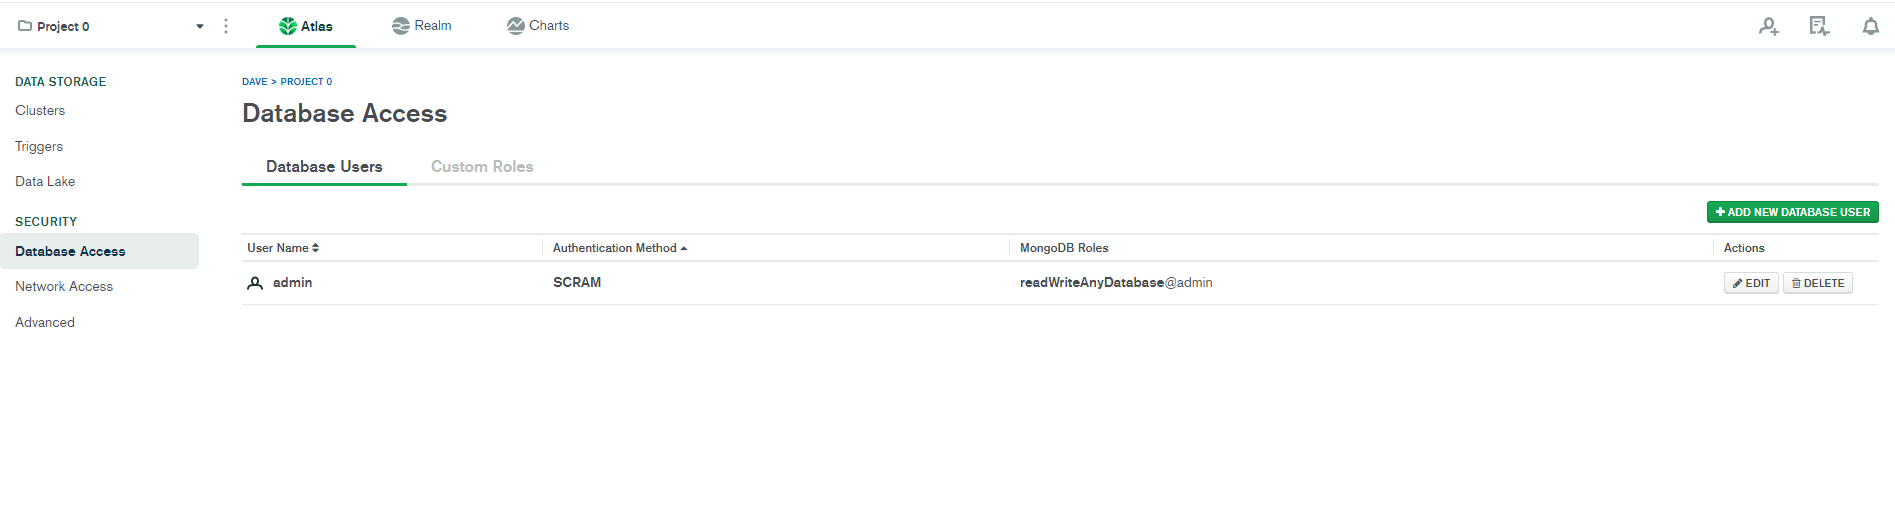 Project 0
Atlas
Realm
Charts
DATA STORAGE
Clusters
Triggers
Data Lake
SECURITY
Database Access
Network Access
Advanced
DAVE > PROJECT 0
Database Access
Database Users Custom Roles
ADD NEW DATABASE USER
User Name Authentication Method MongoDB Roles Actions
admin SCRAM readWriteAnyDatabase@admin EDIT DELETE